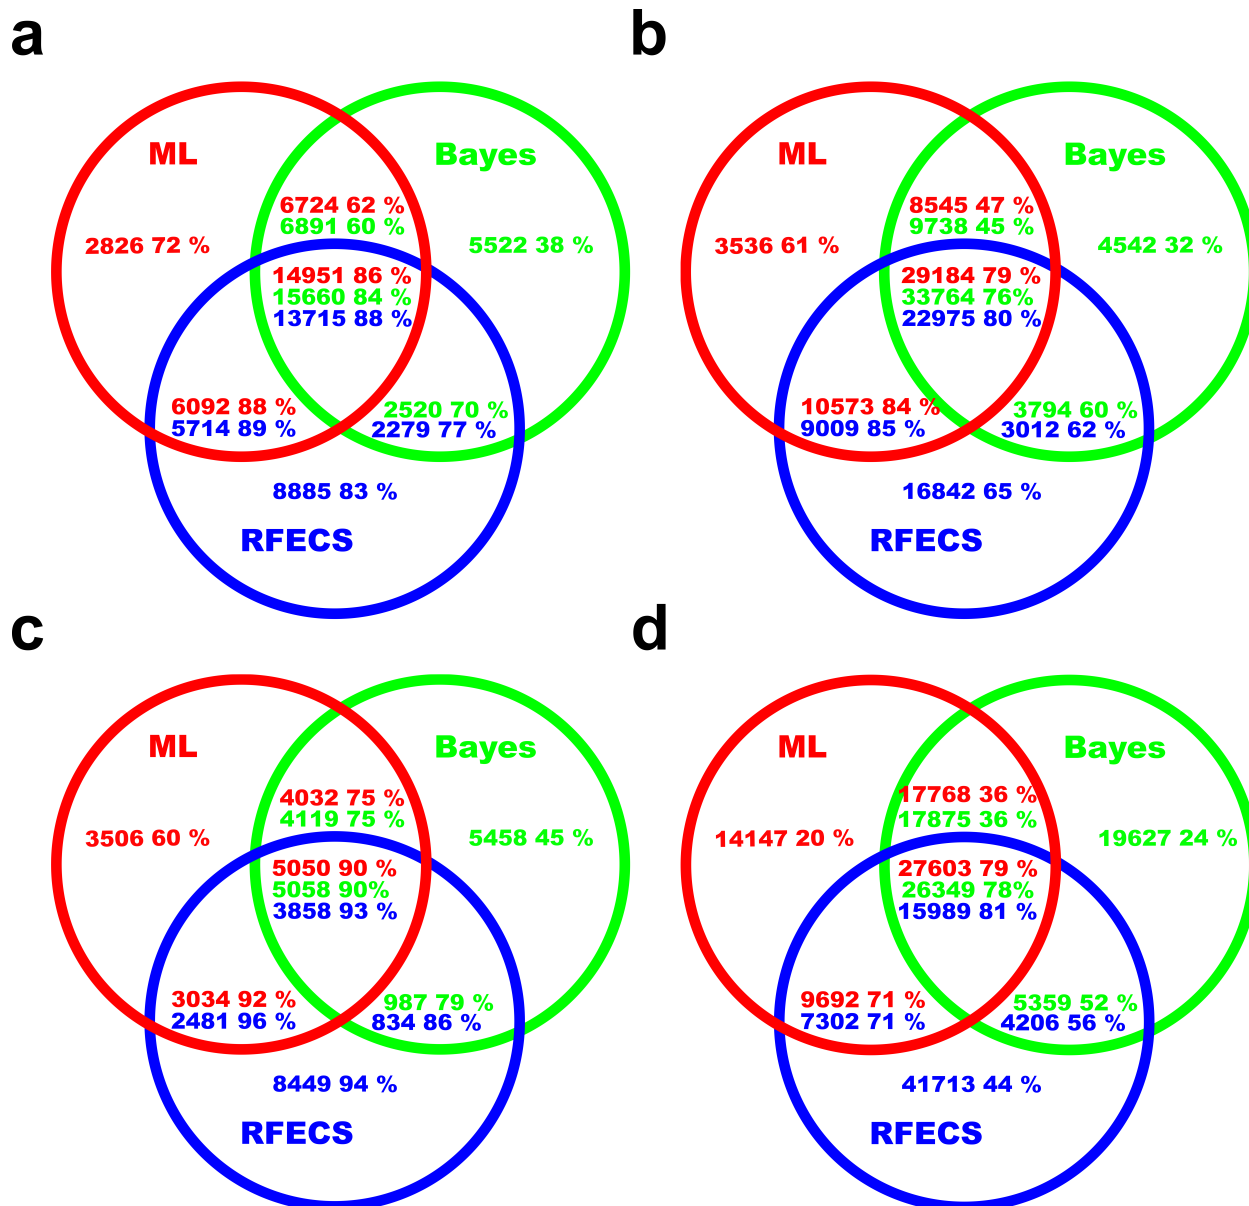 a
ML
Bayes
6724 62 %
6891 60 %
2826 72 %
5522 38 %
14951 86 %
15660 84 %
13715 88 %
6092 88 %
5714 89 %
2520 70 %
2279 77 %
8885 83 %
RFECS
b
ML
Bayes
8545 47 %
9738 45 %
3536 61 %
4542 32 %
29184 79 %
33764 76%
22975 80 %
10573 84 %
9009 85 %
3794 60 %
3012 62 %
16842 65 %
RFECS
c
ML
Bayes
4032 75 %
4119 75 %
3506 60 %
5458 45 %
5050 90 %
5058 90%
3858 93 %
3034 92 %
2481 96 %
987 79 %
834 86 %
8449 94 %
RFECS
d
ML
Bayes
17768 36 %
17875 36 %
14147 20 %
19627 24 %
27603 79 %
26349 78%
15989 81 %
9692 71 %
7302 71 %
5359 52 %
4206 56 %
41713 44 %
RFECS